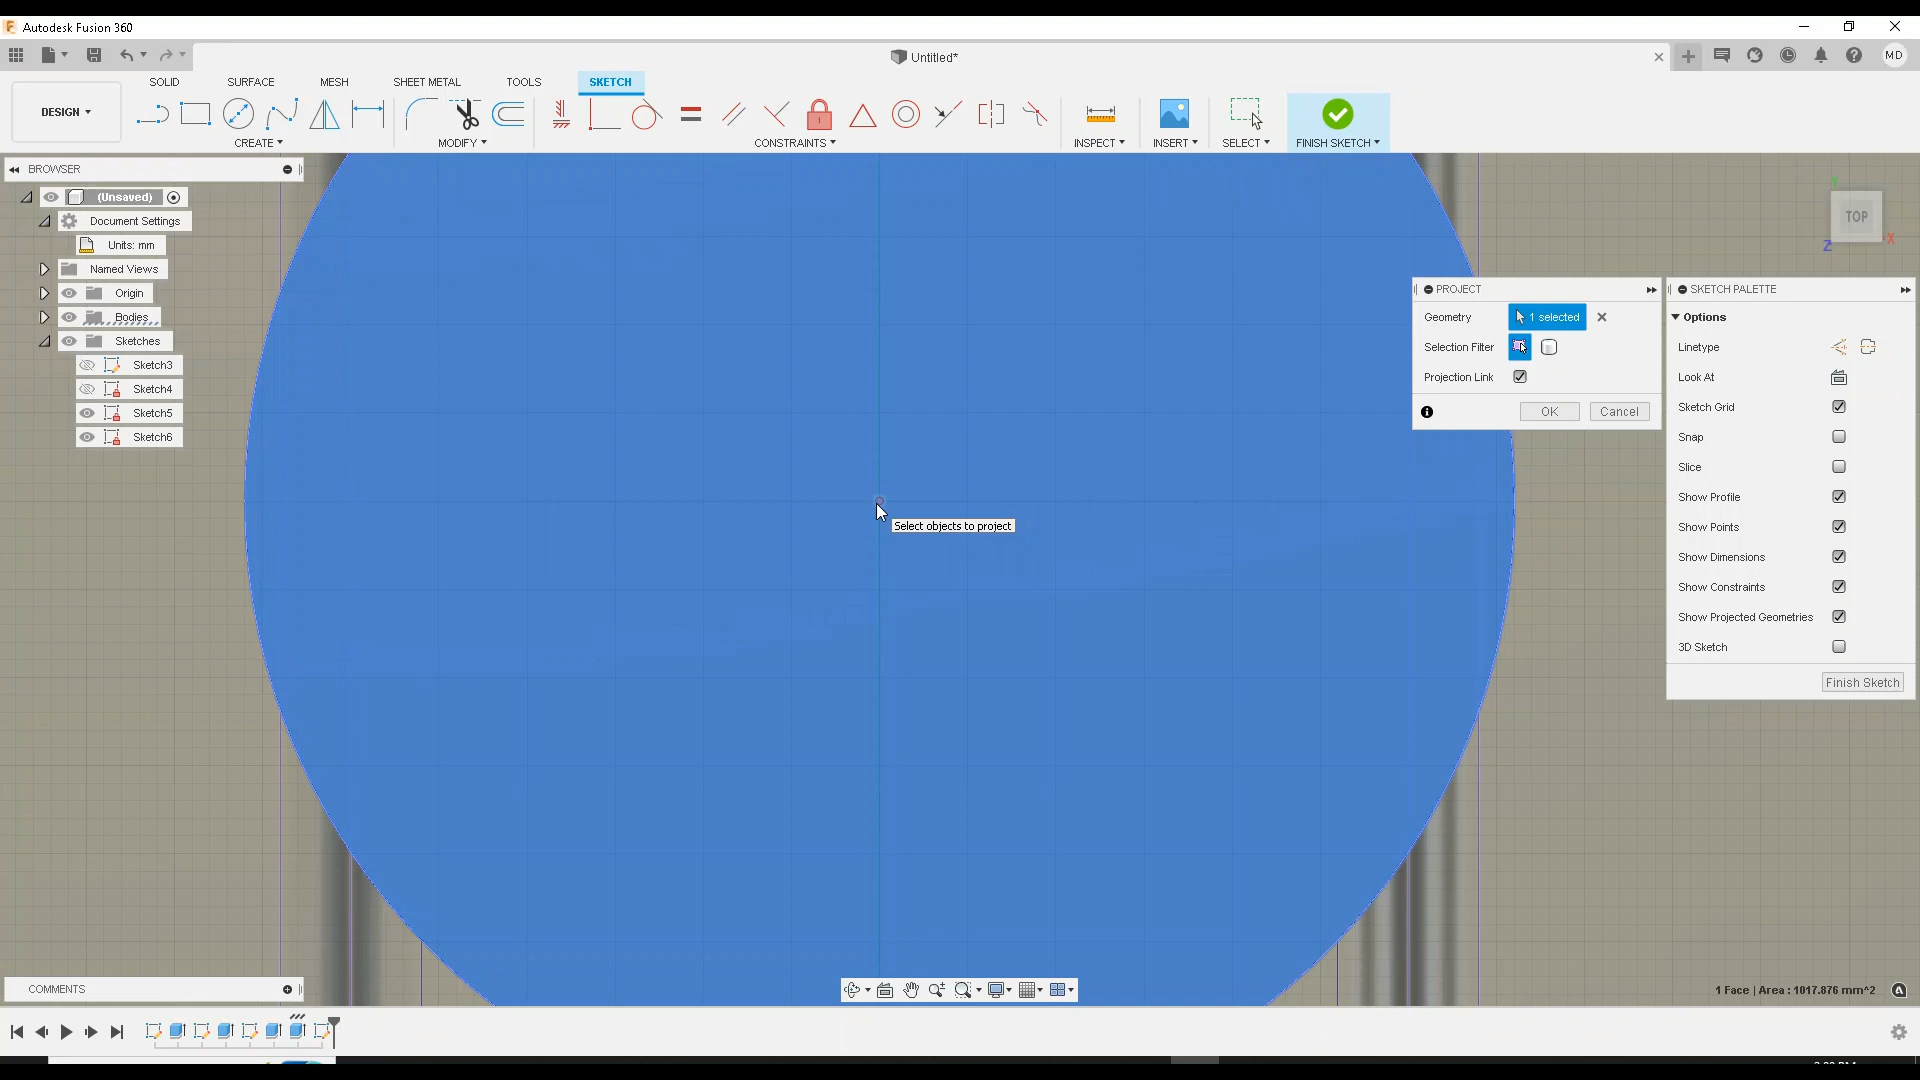 Autodesk Fusion 360
Untitled*
MD
SOLID SURFACE MESH SHEET METAL TOOLS SKETCH
DESIGN
CREATE MODIFY CONSTRAINTS INSPECT INSERT SELECT FINISH SKETCH
BROWSER
(Unsaved)
Document Settings
Units: mm
Named Views
Origin
Bodies
Sketches
Sketch3
Sketch4
Sketch5
Sketch6
Y
TOP
Z
X
PROJECT
Geometry 1 selected
Selection Filter
Projection Link
OK Cancel
SKETCH PALETTE
Options
Linetype
Look At
Sketch Grid
Snap
Slice
Show Profile
Show Points
Show Dimensions
Show Constraints
Show Projected Geometries
3D Sketch
Finish Sketch
Select objects to project
COMMENTS
1 Face | Area : 1017.876 mm^2